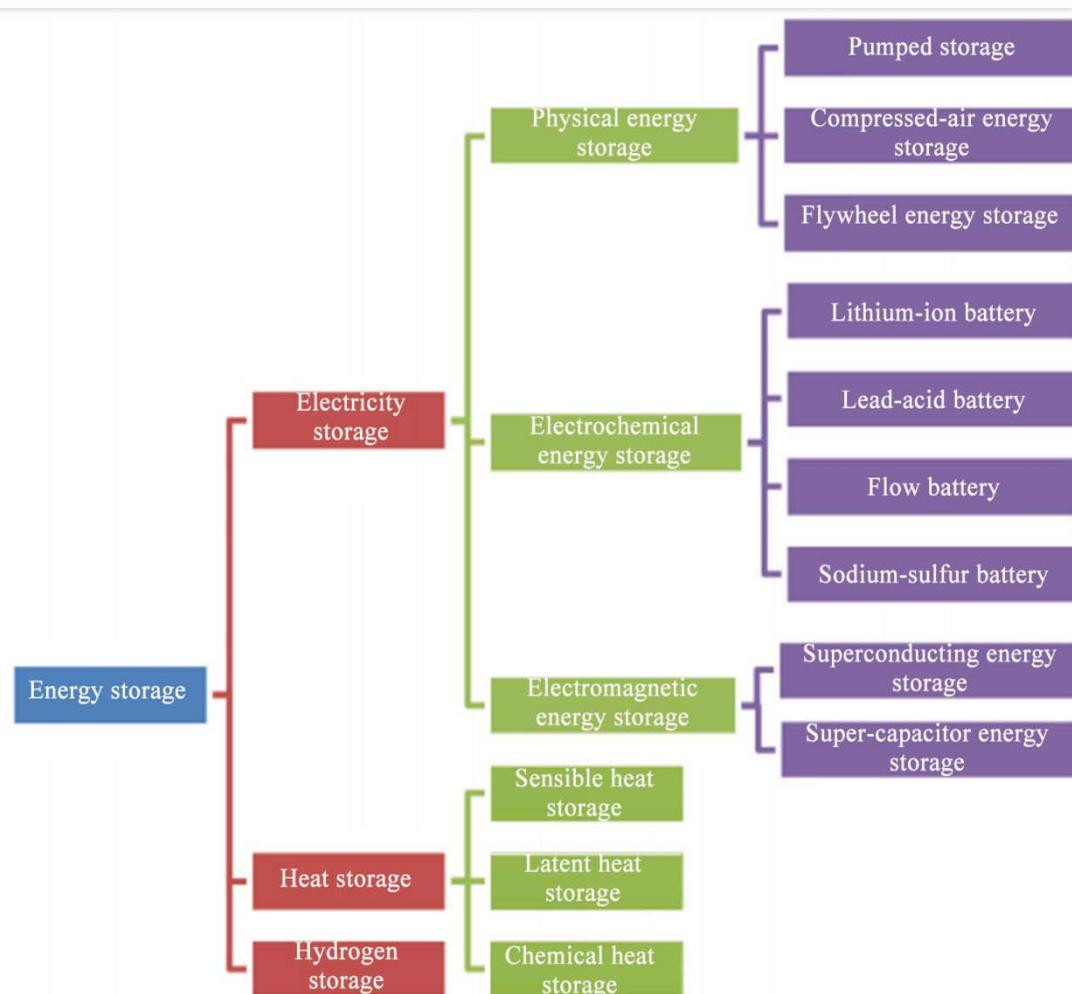 Pumped storage
Physical energy
storage
Compressed-air energy
storage
Flywheel energy storage
Lithium-ion battery
Electricity
storage
Lead-acid battery
Electrochemical
energy storage
Flow battery
Sodium-sulfur battery
Energy storage
Superconducting energy
storage
Electromagnetic
energy storage
Super-capacitor energy
storage
Sensible heat
storage
Heat storage
Latent heat
storage
Hydrogen
storage
Chemical heat
storage